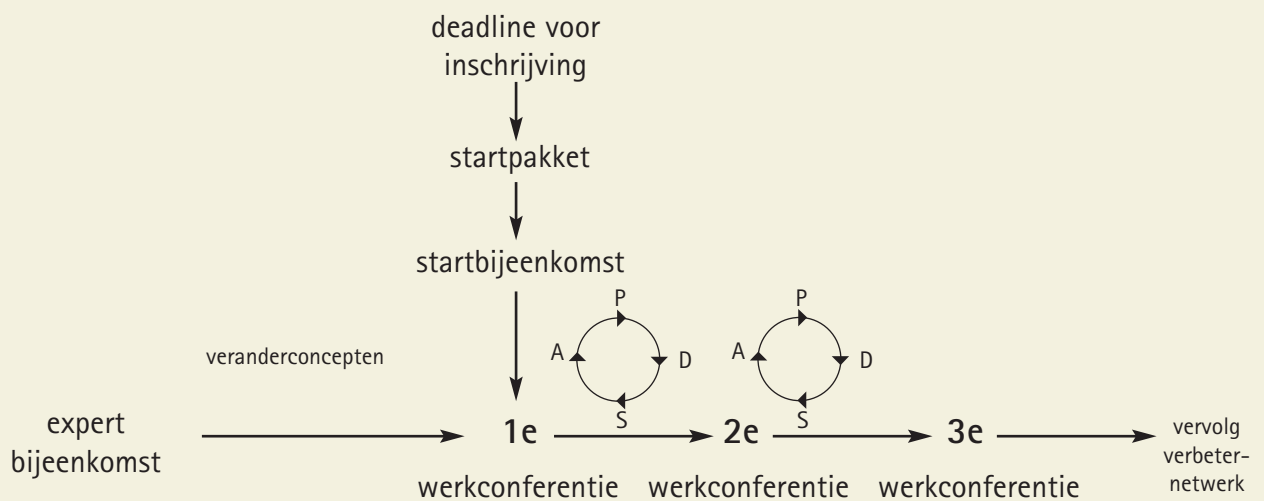 deadline voor
inschrijving
startpakket
startbijeenkomst
P
P
A
D
A
D
veranderconcepten
S
S
expert
bijeenkomst
1e
2e
3e
werkconferentie
werkconferentie
werkconferentie
vervolg
verbeter-
netwerk